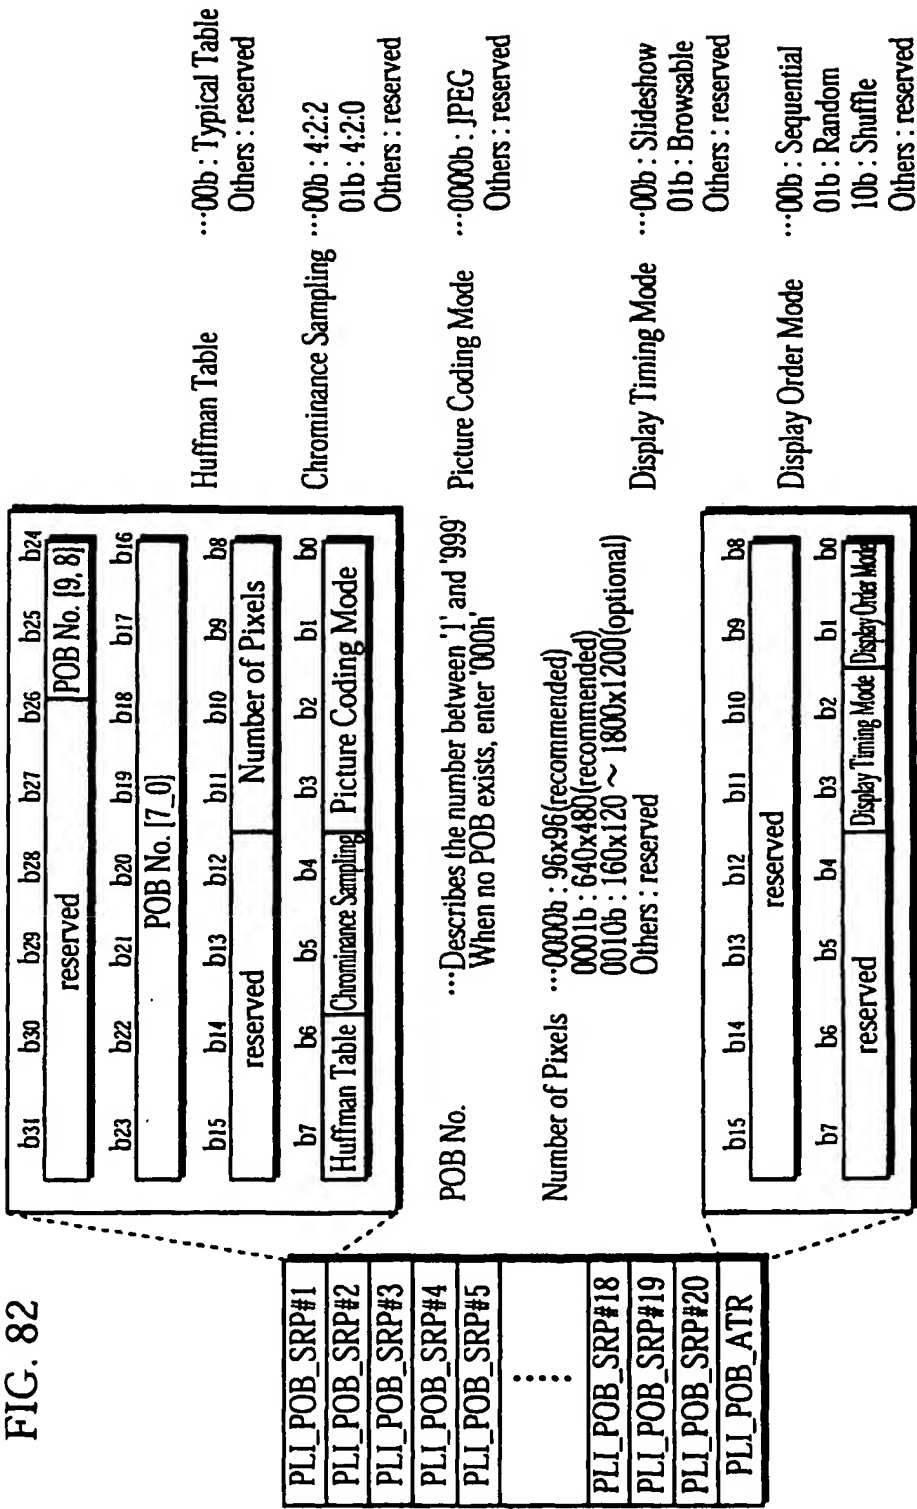 FIG. 82
PLI_POB_SRP#1
PLI_POB_SRP#2
PLI_POB_SRP#3
PLI_POB_SRP#4
PLI_POB_SRP#5
......
PLI_POB_SRP#18
PLI_POB_SRP#19
PLI_POB_SRP#20
PLI_POB_ATR
b31 b30 b29 b28 b27 b26 b25 b24
reserved POB No. [9, 8]
b23 b22 b21 b20 b19 b18 b17 b16
POB No. [7_0]
b15 b14 b13 b12 b11 b10 b9 b8
reserved Number of Pixels
b7 b6 b5 b4 b3 b2 b1 b0
Huffman Table Chrominance Sampling Picture Coding Mode
POB No. ...Describes the number between '1' and '999'
When no POB exists, enter '000h'
Number of Pixels ...0000b : 96x96(recommended)
0001b : 640x480(recommended)
0010b : 160x120 ~ 1800x1200(optional)
Others : reserved
b15 b14 b13 b12 b11 b10 b9 b8
reserved
b7 b6 b5 b4 b3 b2 b1 b0
reserved Display Timing Mode Display Order Mode
Huffman Table ...00b : Typical Table
Others : reserved
Chrominance Sampling ...00b : 4:2:2
01b : 4:2:0
Others : reserved
Picture Coding Mode ...0000b : JPEG
Others : reserved
Display Timing Mode ...00b : Slideshow
01b : Browsable
Others : reserved
Display Order Mode ...00b : Sequential
01b : Random
10b : Shuffle
Others : reserved